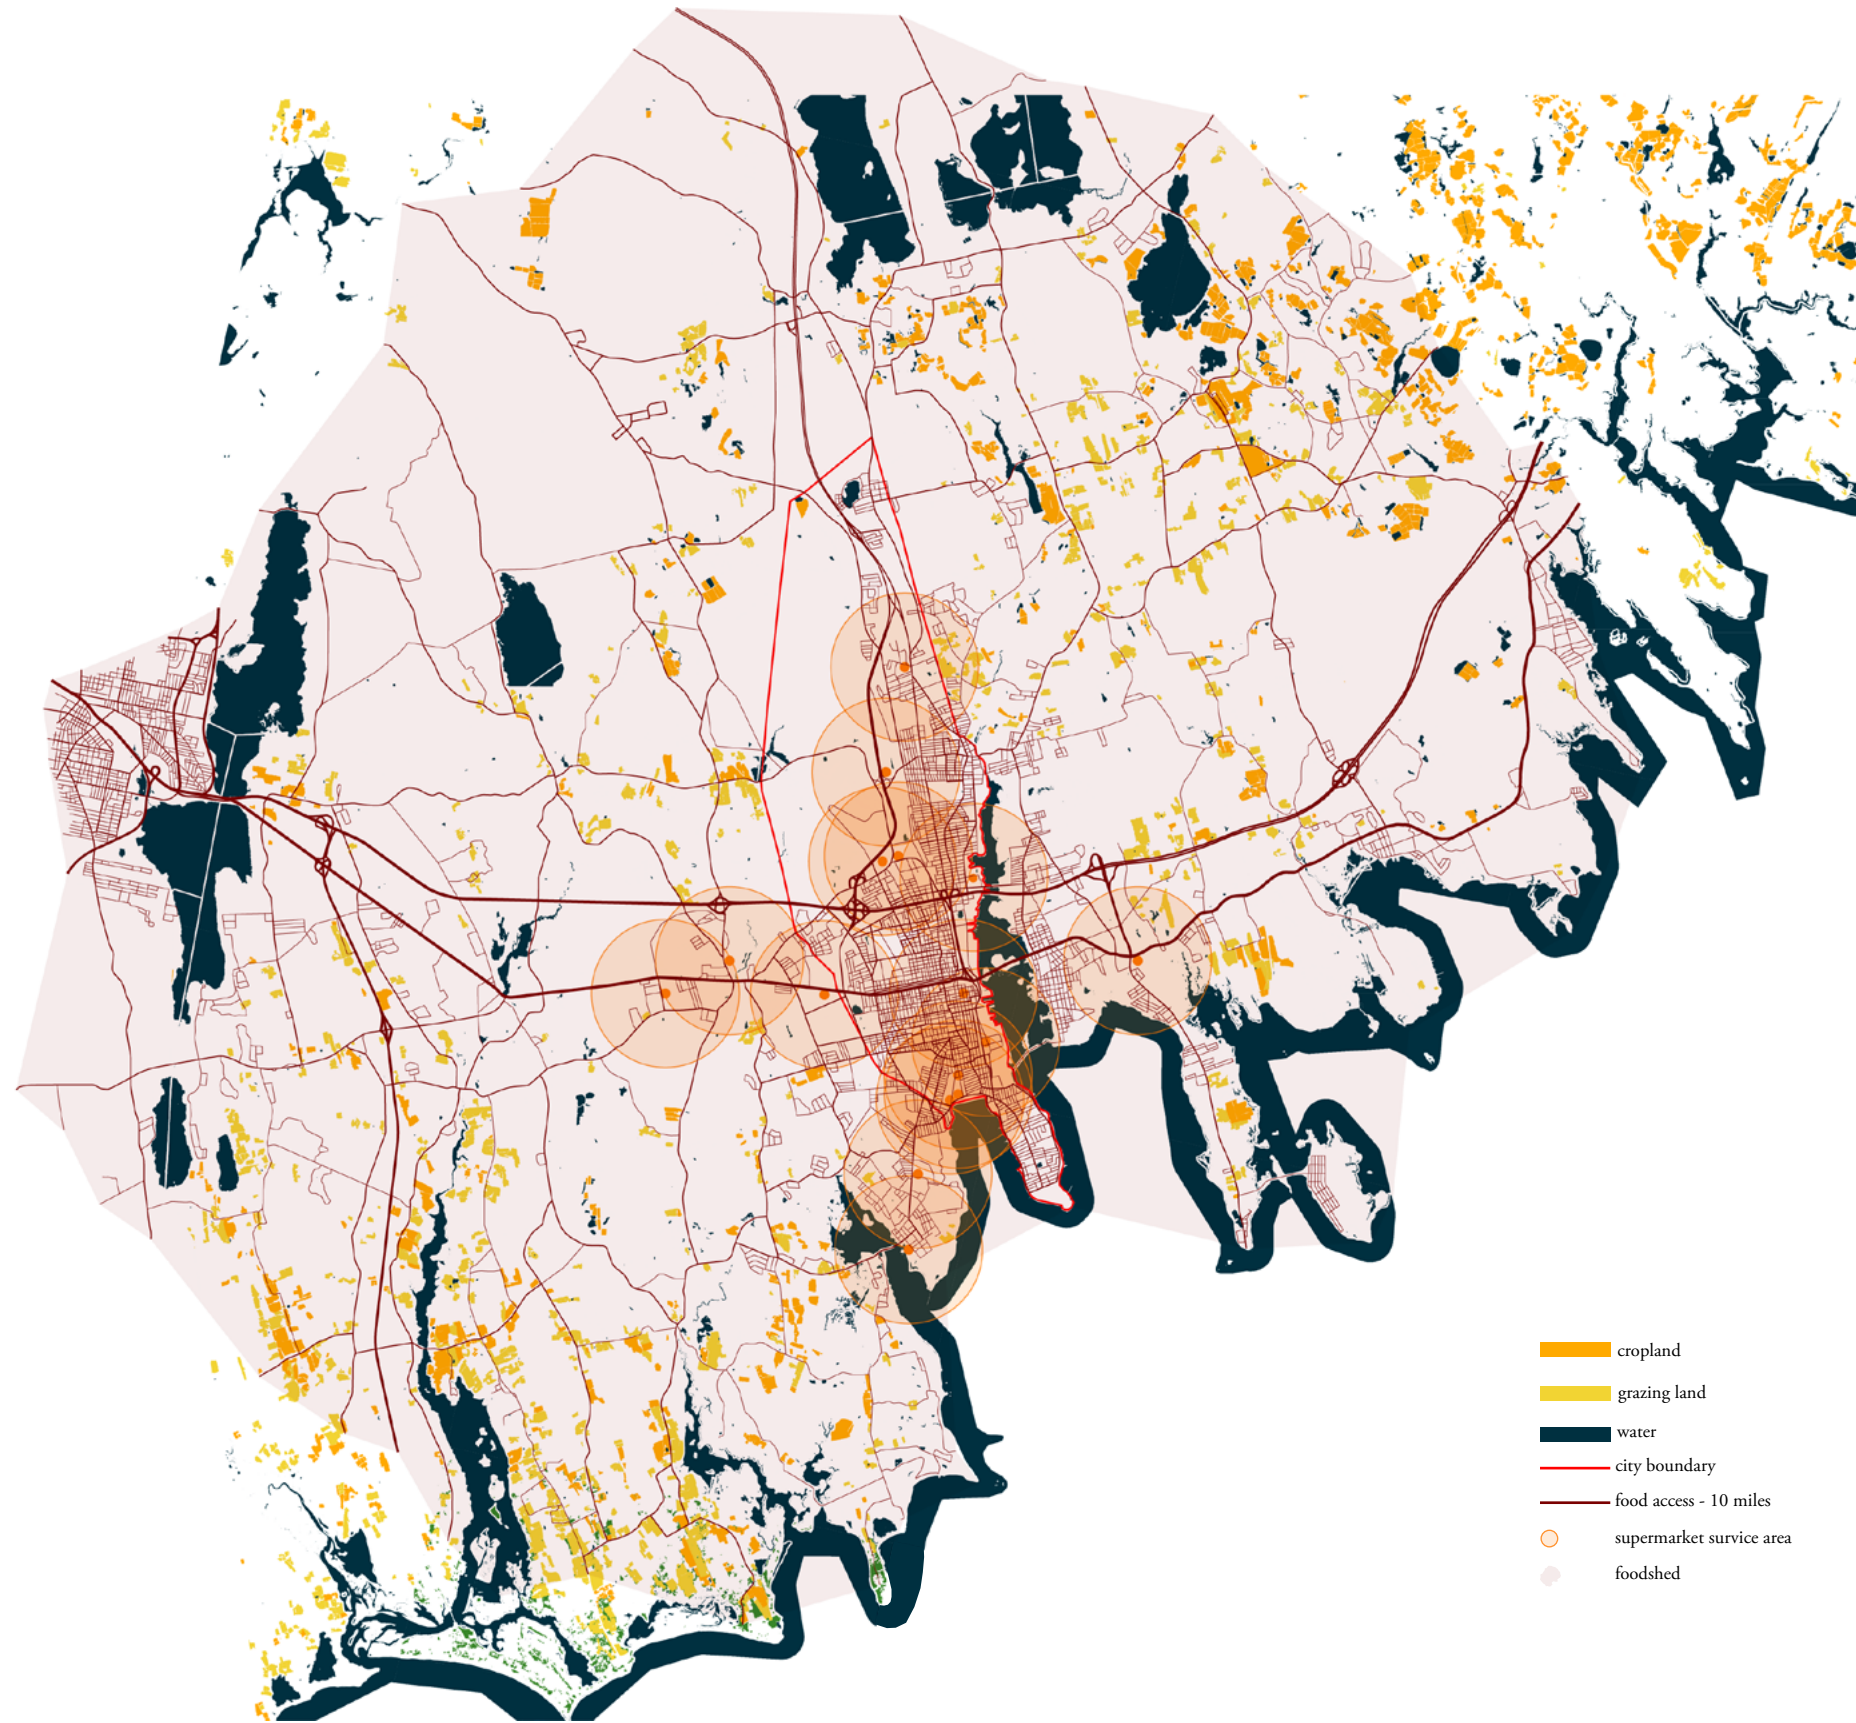 cropland
grazing land
water
city boundary
food access - 10 miles
supermarket survice area
foodshed